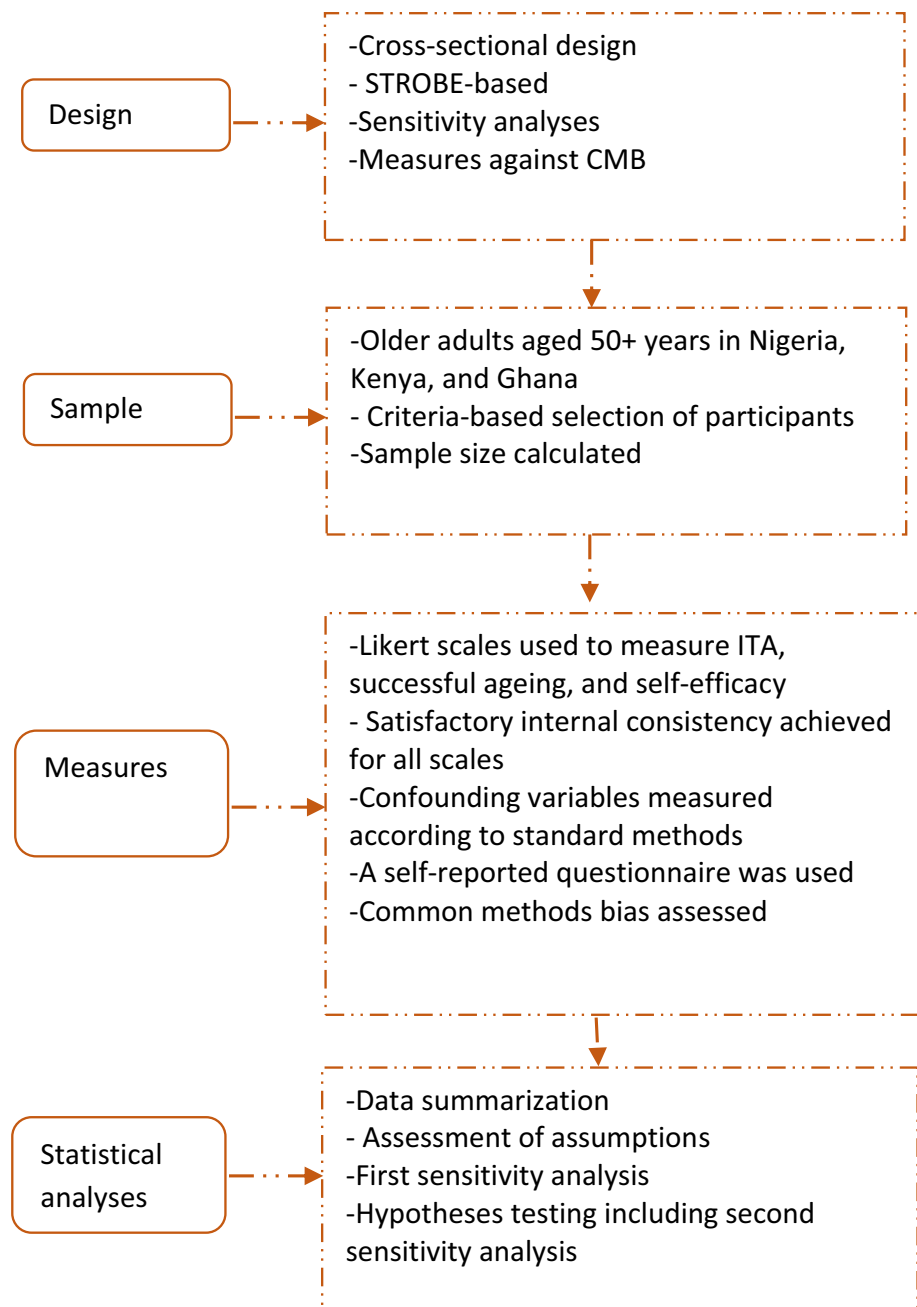 Design
-Cross-sectional design
- STROBE-based
-Sensitivity analyses
-Measures against CMB
Sample
-Older adults aged 50+ years in Nigeria,
Kenya, and Ghana
- Criteria-based selection of participants
-Sample size calculated
Measures
-Likert scales used to measure ITA,
successful ageing, and self-efficacy
- Satisfactory internal consistency achieved
for all scales
-Confounding variables measured
according to standard methods
-A self-reported questionnaire was used
-Common methods bias assessed
Statistical
analyses
-Data summarization
- Assessment of assumptions
-First sensitivity analysis
-Hypotheses testing including second
sensitivity analysis